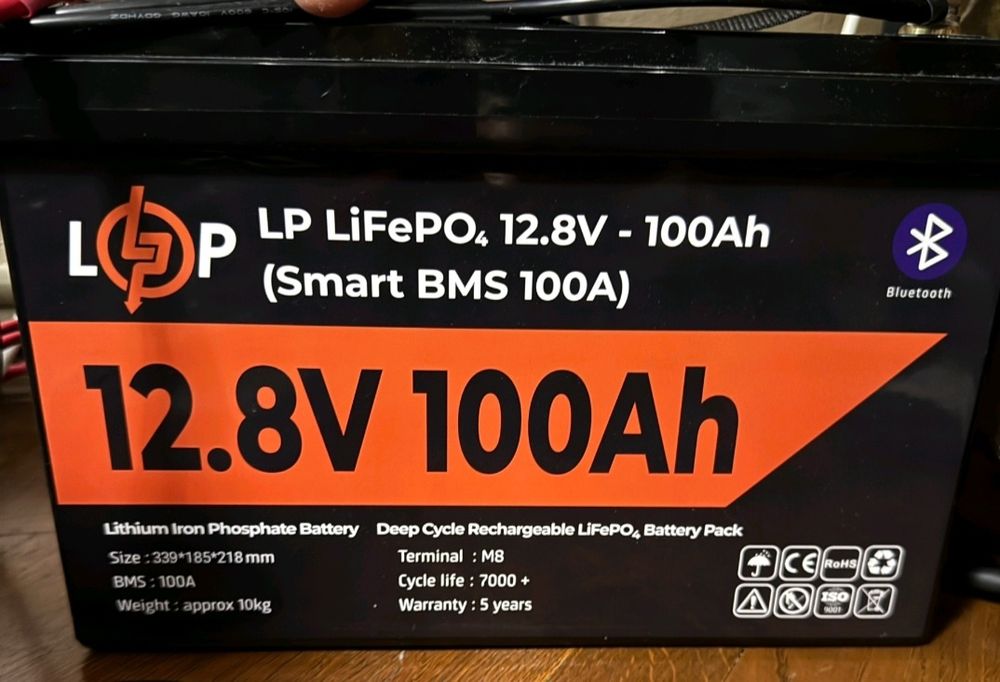 LP
LP LiFePO₄ 12.8V - 100Ah
(Smart BMS 100A)
Bluetooth
12.8V 100Ah
Lithium Iron Phosphate Battery
Deep Cycle Rechargeable LiFePO₄ Battery Pack
Size : 339*185*218 mm
BMS : 100A
Weight : approx 10kg
Terminal : M8
Cycle life : 7000 +
Warranty : 5 years
CE
RoHS
ISO
9001